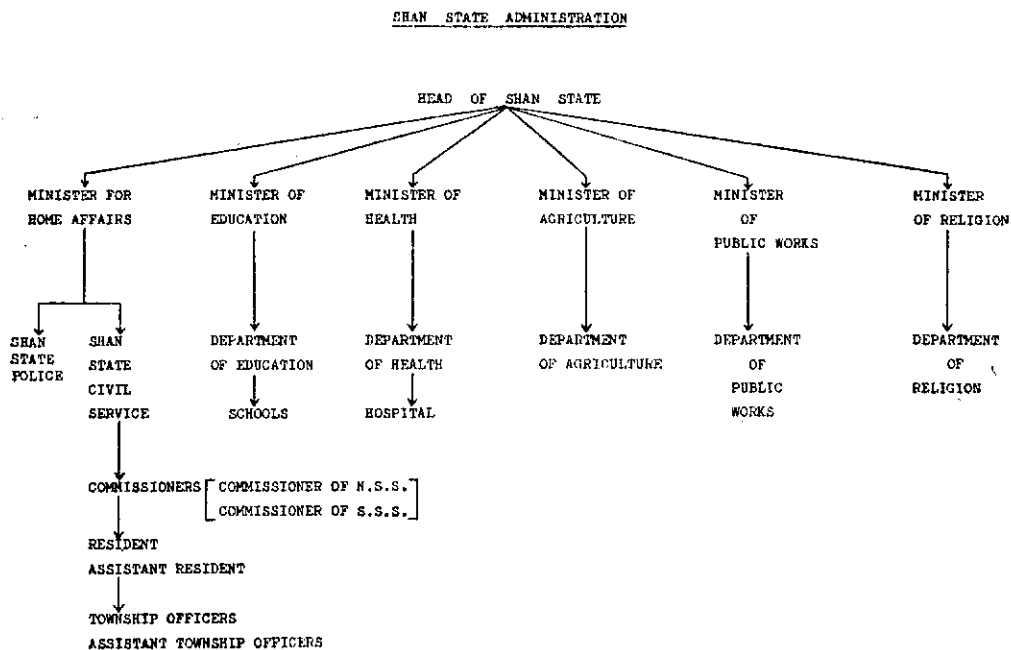 SHAN STATE ADMINISTRATION
HEAD OF SHAN STATE
MINISTER FOR
HOME AFFAIRS
MINISTER OF
EDUCATION
MINISTER OF
HEALTH
MINISTER OF
AGRICULTURE
MINISTER
OF
PUBLIC WORKS
MINISTER
OF RELIGION
SHAN
STATE
POLICE
SHAN
STATE
CIVIL
SERVICE
DEPARTMENT
OF EDUCATION
SCHOOLS
DEPARTMENT
OF HEALTH
HOSPITAL
DEPARTMENT
OF AGRICULTURE
DEPARTMENT
OF
PUBLIC
WORKS
DEPARTMENT
OF
RELIGION
COMMISSIONERS
COMMISSIONER OF N.S.S.
COMMISSIONER OF S.S.S.
RESIDENT
ASSISTANT RESIDENT
TOWNSHIP OFFICERS
ASSISTANT TOWNSHIP OFFICERS